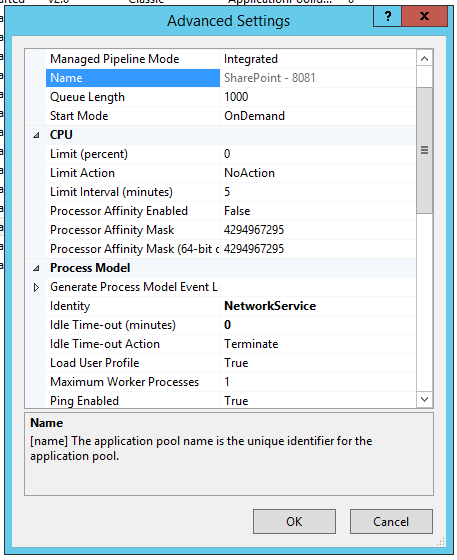 v2.0 Classic
Advanced Settings
? x
Managed Pipeline Mode Integrated
Name SharePoint - 8081
Queue Length 1000
Start Mode OnDemand
CPU
Limit (percent) 0
Limit Action NoAction
Limit Interval (minutes) 5
Processor Affinity Enabled False
Processor Affinity Mask 4294967295
Processor Affinity Mask (64-bit 4294967295
Process Model
Generate Process Model Event L
Identity NetworkService
Idle Time-out (minutes) 0
Idle Time-out Action Terminate
Load User Profile True
Maximum Worker Processes 1
Ping Enabled True
Name
[name] The application pool name is the unique identifier for the
application pool.
OK Cancel